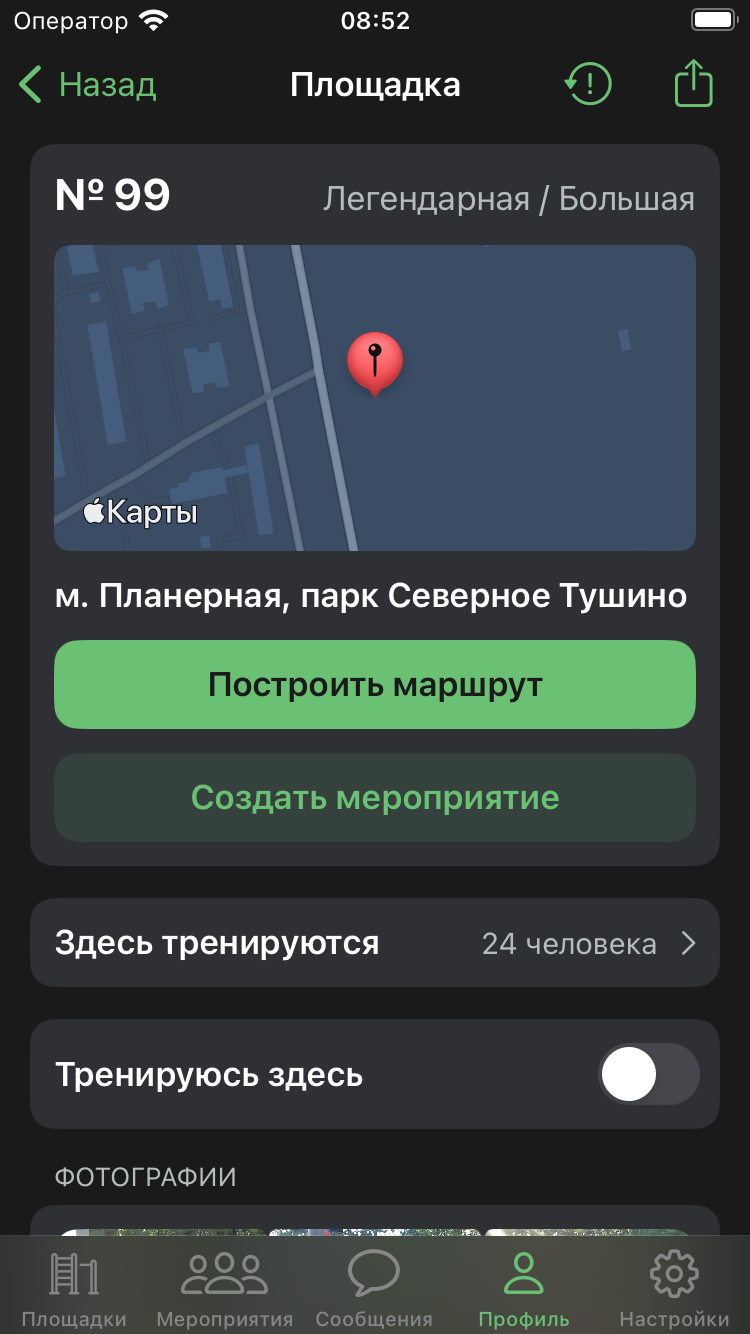 Оператор 08:52
Назад Площадка
№ 99 Легендарная / Большая
Карты
м. Планерная, парк Северное Тушино
Построить маршрут
Создать мероприятие
Здесь тренируются 24 человека
Тренируюсь здесь
ФОТОГРАФИИ
Площадки Мероприятия Сообщения Профиль Настройки